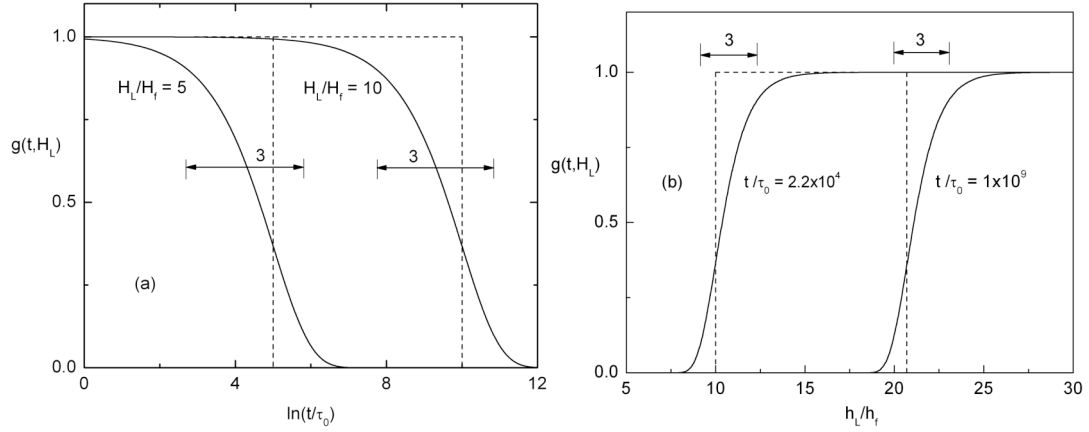 1.0
0.5
0.0
g(t,H_L)
H_L/H_f = 5
H_L/H_f = 10
3
3
(a)
0
4
8
12
ln(t/τ_0)
3
3
1.0
0.5
0.0
g(t,H_L)
(b)
t/τ_0 = 2.2x10^4
t/τ_0 = 1x10^9
5
10
15
20
25
30
h_L/h_f